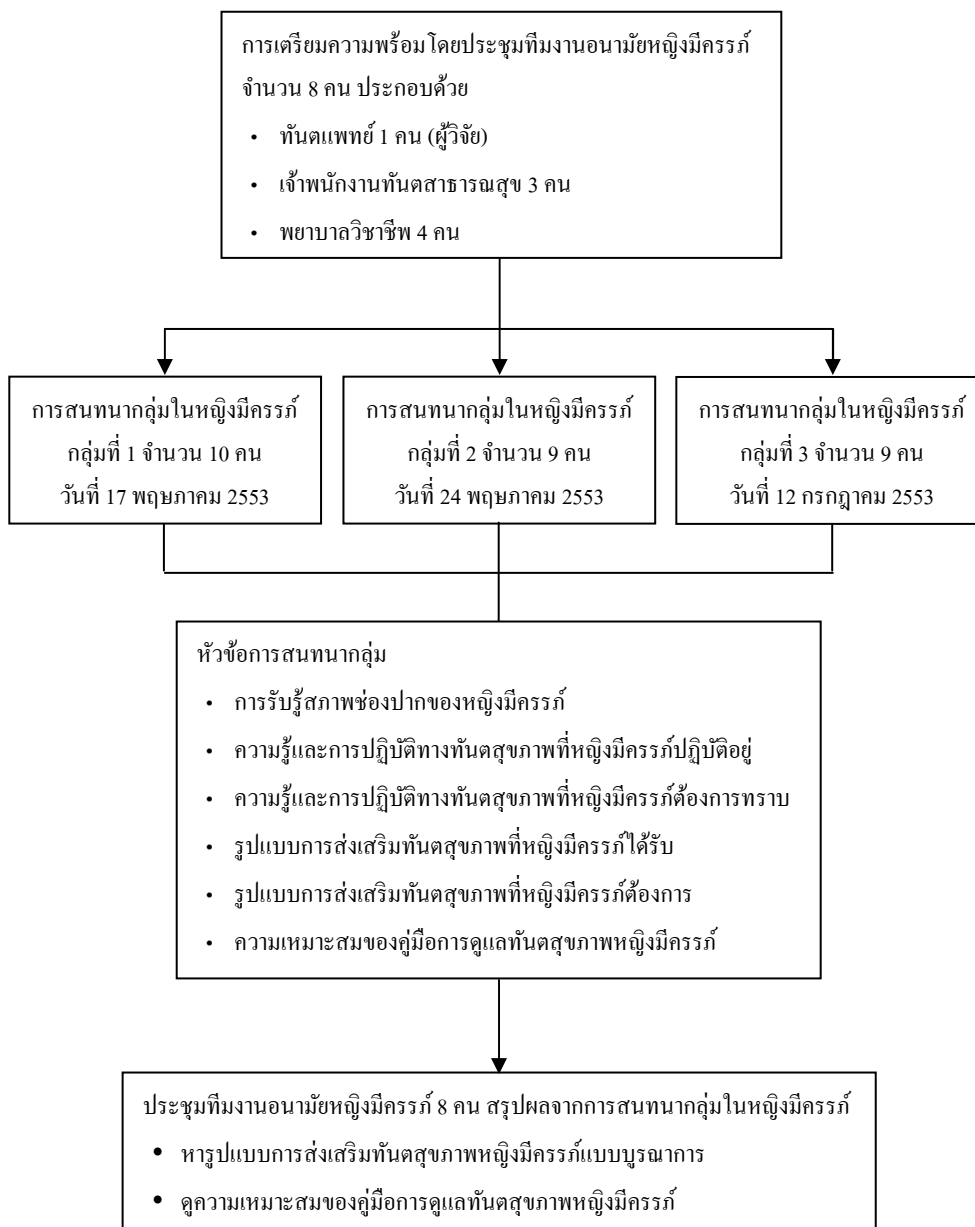 การเตรียมความพร้อมโดยประชุมทีมงานอนามัยหญิงมีครรภ์
จำนวน 8 คน ประกอบด้วย
• ทันตแพทย์ 1 คน (ผู้วิจัย)
• เจ้าพนักงานทันตสาธารณสุข 3 คน
• พยาบาลวิชาชีพ 4 คน
การสนทนากลุ่มในหญิงมีครรภ์
กลุ่มที่ 1 จำนวน 10 คน
วันที่ 17 พฤษภาคม 2553
การสนทนากลุ่มในหญิงมีครรภ์
กลุ่มที่ 2 จำนวน 9 คน
วันที่ 24 พฤษภาคม 2553
การสนทนากลุ่มในหญิงมีครรภ์
กลุ่มที่ 3 จำนวน 9 คน
วันที่ 12 กรกฎาคม 2553
หัวข้อการสนทนากลุ่ม
• การรับรู้สภาพช่องปากของหญิงมีครรภ์
• ความรู้และการปฏิบัติทางทันตสุขภาพที่หญิงมีครรภ์ปฏิบัติอยู่
• ความรู้และการปฏิบัติทางทันตสุขภาพที่หญิงมีครรภ์ต้องการทราบ
• รูปแบบการส่งเสริมทันตสุขภาพที่หญิงมีครรภ์ได้รับ
• รูปแบบการส่งเสริมทันตสุขภาพที่หญิงมีครรภ์ต้องการ
• ความเหมาะสมของคู่มือการดูแลทันตสุขภาพหญิงมีครรภ์
ประชุมทีมงานอนามัยหญิงมีครรภ์ 8 คน สรุปผลจากการสนทนากลุ่มในหญิงมีครรภ์
• หารูปแบบการส่งเสริมทันตสุขภาพหญิงมีครรภ์แบบบูรณาการ
• ดูความเหมาะสมของคู่มือการดูแลทันตสุขภาพหญิงมีครรภ์